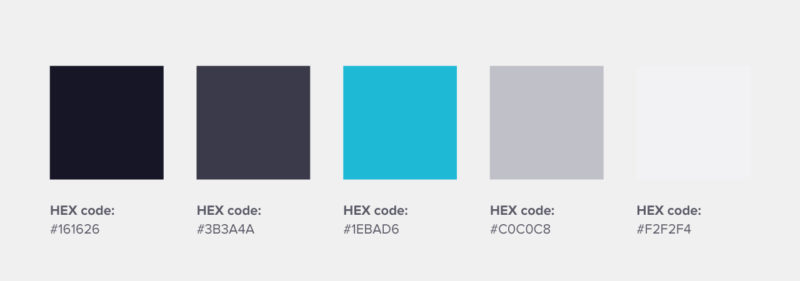 HEX code:
#161626
HEX code:
#3B3A4A
HEX code:
#1EBAD6
HEX code:
#C0C0C8
HEX code:
#F2F2F4